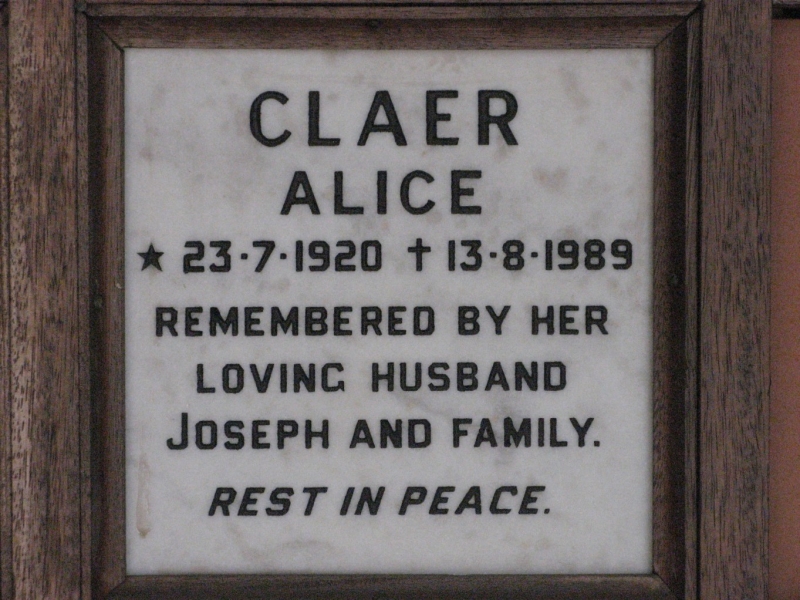 CLAER
ALICE
★ 23·7·1920 † 13·8·1989
REMEMBERED BY HER
LOVING HUSBAND
JOSEPH AND FAMILY.
REST IN PEACE.